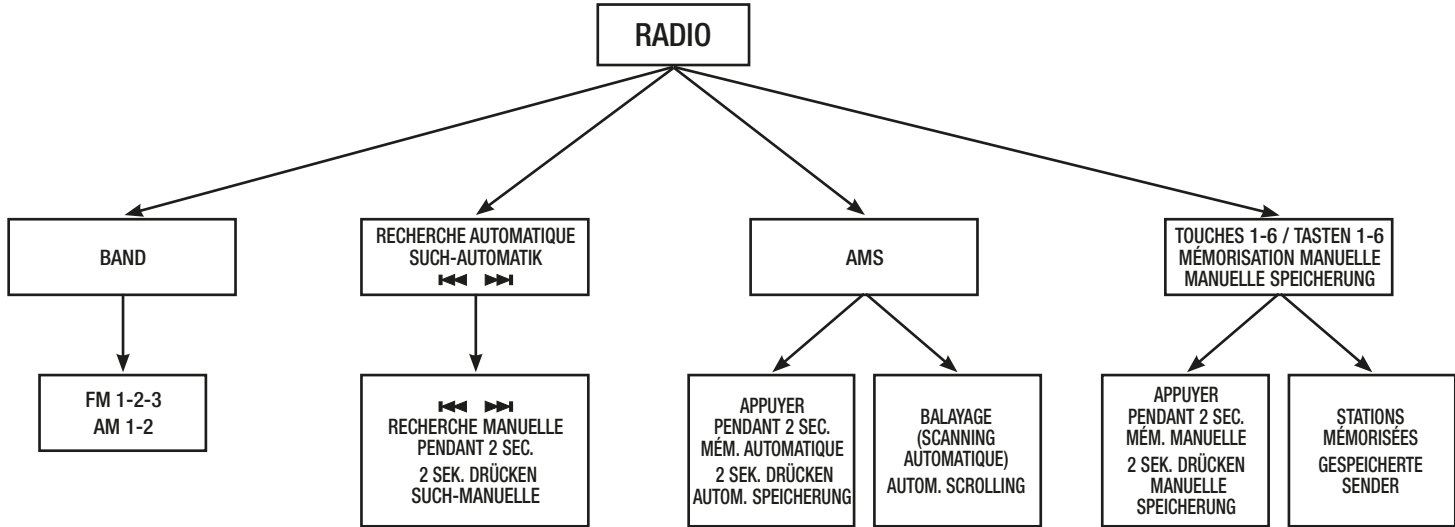 RADIO
BAND
RECHERCHE AUTOMATIQUE
SUCH-AUTOMATIK
AMS
TOUCHES 1-6 / TASTEN 1-6
MÉMORISATION MANUELLE
MANUELLE SPEICHERUNG
FM 1-2-3
AM 1-2
RECHERCHE MANUELLE
PENDANT 2 SEC.
2 SEK. DRÜCKEN
SUCH-MANUELLE
APPUYER
PENDANT 2 SEC.
MÉM. AUTOMATIQUE
2 SEK. DRÜCKEN
AUTOM. SPEICHERUNG
BALAYAGE
(SCANNING
AUTOMATIQUE)
AUTOM. SCROLLING
APPUYER
PENDANT 2 SEC.
MÉM. MANUELLE
2 SEK. DRÜCKEN
MANUELLE
SPEICHERUNG
STATIONS
MÉMORISÉES
GESPEICHERTE
SENDER